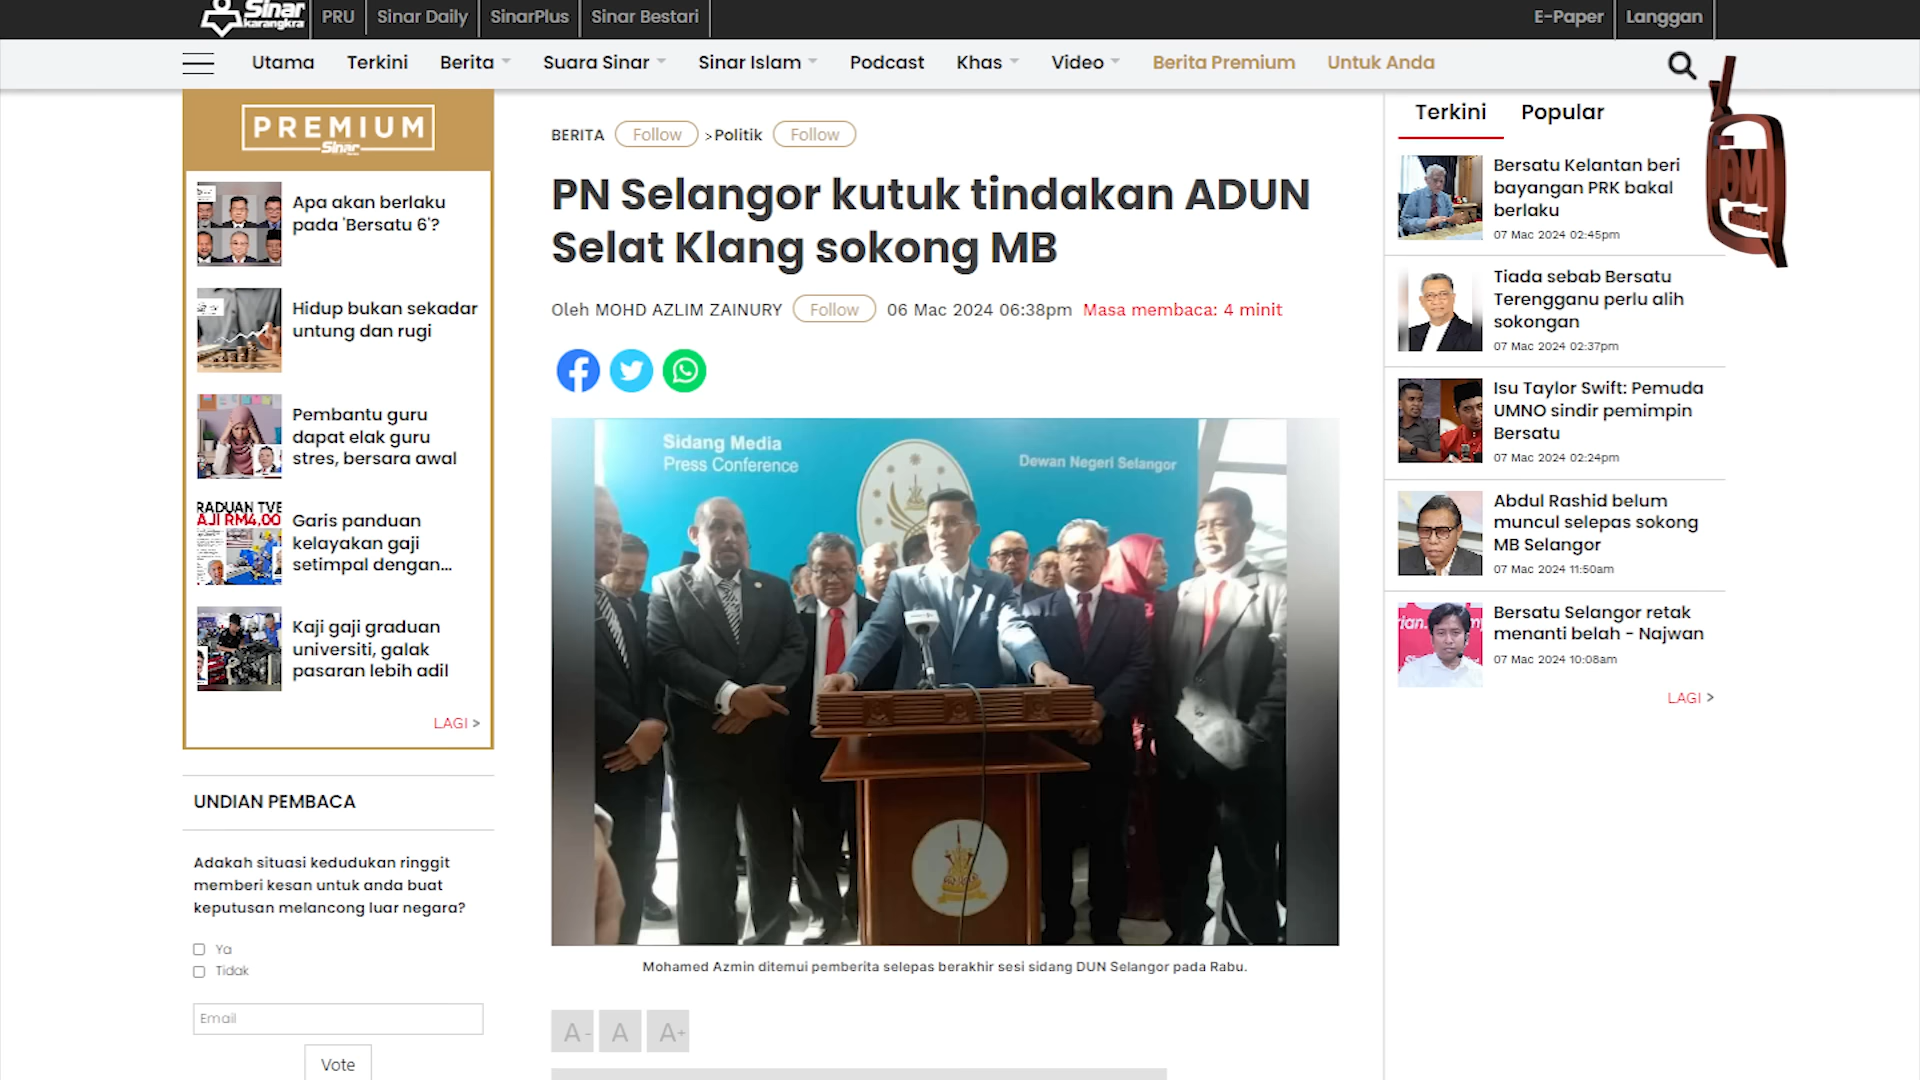 Sinar
karangkraf
PRU
Sinar Daily
SinarPlus
Sinar Bestari
E-Paper
Langgan
Utama
Terkini
Berita
Suara Sinar
Sinar Islam
Podcast
Khas
Video
Berita Premium
Untuk Anda
PREMIUM
Sinar
Apa akan berlaku
pada 'Bersatu 6'?
Hidup bukan sekadar
untung dan rugi
Pembantu guru
dapat elak guru
stres, bersara awal
RADUAN TVE
AJI RM4,00
Garis panduan
kelayakan gaji
setimpal dengan...
Kaji gaji graduan
universiti, galak
pasaran lebih adil
LAGI >
UNDIAN PEMBACA
Adakah situasi kedudukan ringgit
memberi kesan untuk anda buat
keputusan melancong luar negara?
Ya
Tidak
Email
Vote
BERITA Follow > Politik Follow
PN Selangor kutuk tindakan ADUN
Selat Klang sokong MB
Oleh MOHD AZLIM ZAINURY Follow 06 Mac 2024 06:38pm Masa membaca: 4 minit
Sidang Media
Press Conference
Dewan Negeri Selangor
Mohamed Azmin ditemui pemberita selepas berakhir sesi sidang DUN Selangor pada Rabu.
A- A A+
Terkini
Popular
Bersatu Kelantan beri
bayangan PRK bakal
berlaku
07 Mac 2024 02:45pm
Tiada sebab Bersatu
Terengganu perlu alih
sokongan
07 Mac 2024 02:37pm
Isu Taylor Swift: Pemuda
UMNO sindir pemimpin
Bersatu
07 Mac 2024 02:24pm
Abdul Rashid belum
muncul selepas sokong
MB Selangor
07 Mac 2024 11:50am
Bersatu Selangor retak
menanti belah - Najwan
07 Mac 2024 10:08am
LAGI >